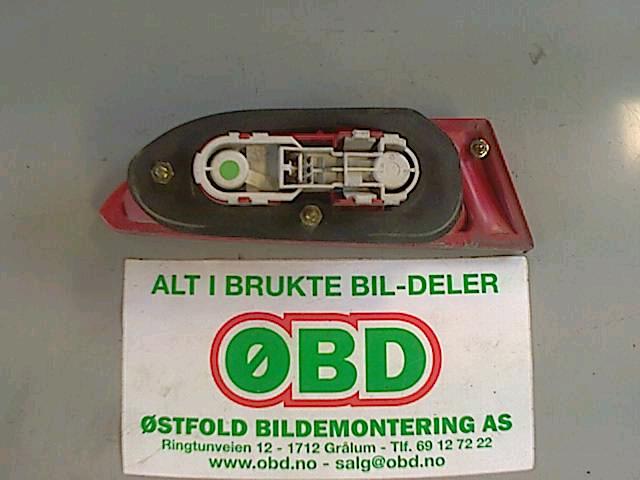 ALT I BRUKTE BIL-DELER
ØBD
ØSTFOLD BILDEMONTERING AS
Ringtunveien 12 - 1712 Grålum - Tlf. 69 12 72 22
www.obd.no - salg@obd.no